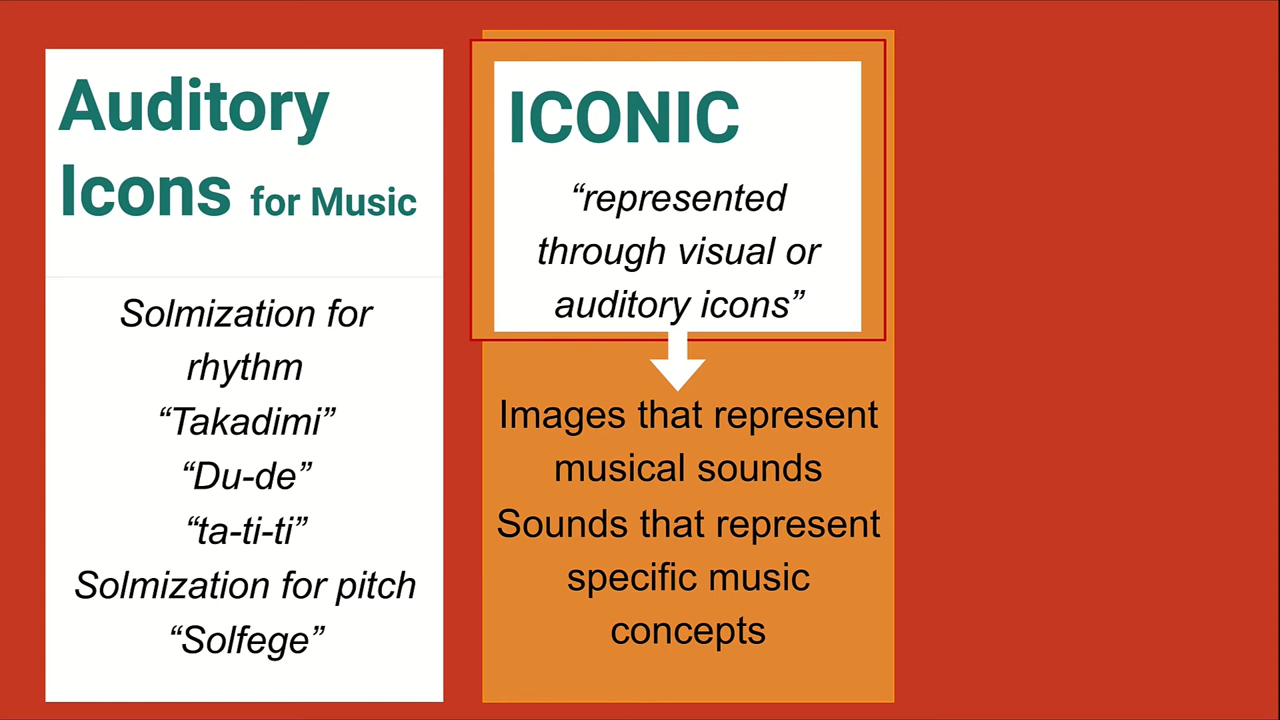 Auditory
Icons for Music
Solmization for
rhythm
“Takadimi”
“Du-de”
“ta-ti-ti”
Solmization for pitch
“Solfege”
ICONIC
“represented
through visual or
auditory icons”
Images that represent
musical sounds
Sounds that represent
specific music
concepts